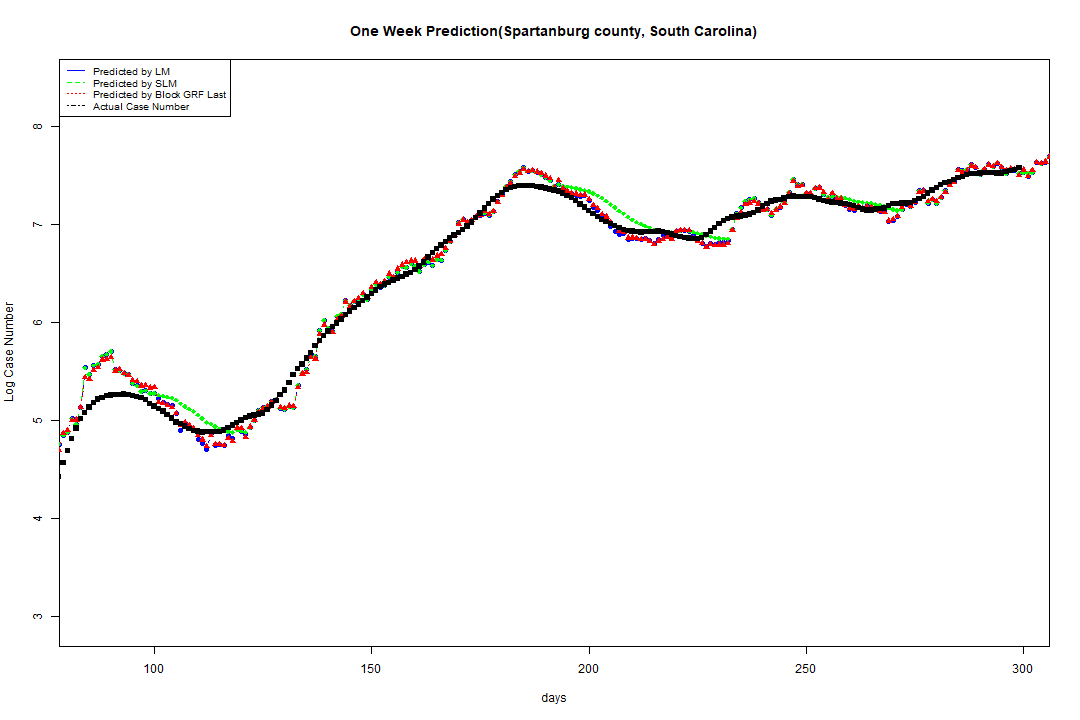 One Week Prediction(Spartanburg county, South Carolina)
Predicted by LM
Predicted by SLM
Predicted by Block GRF Last
Actual Case Number
8
7
6
5
4
3
Log Case Number
100 150 200 250 300
days